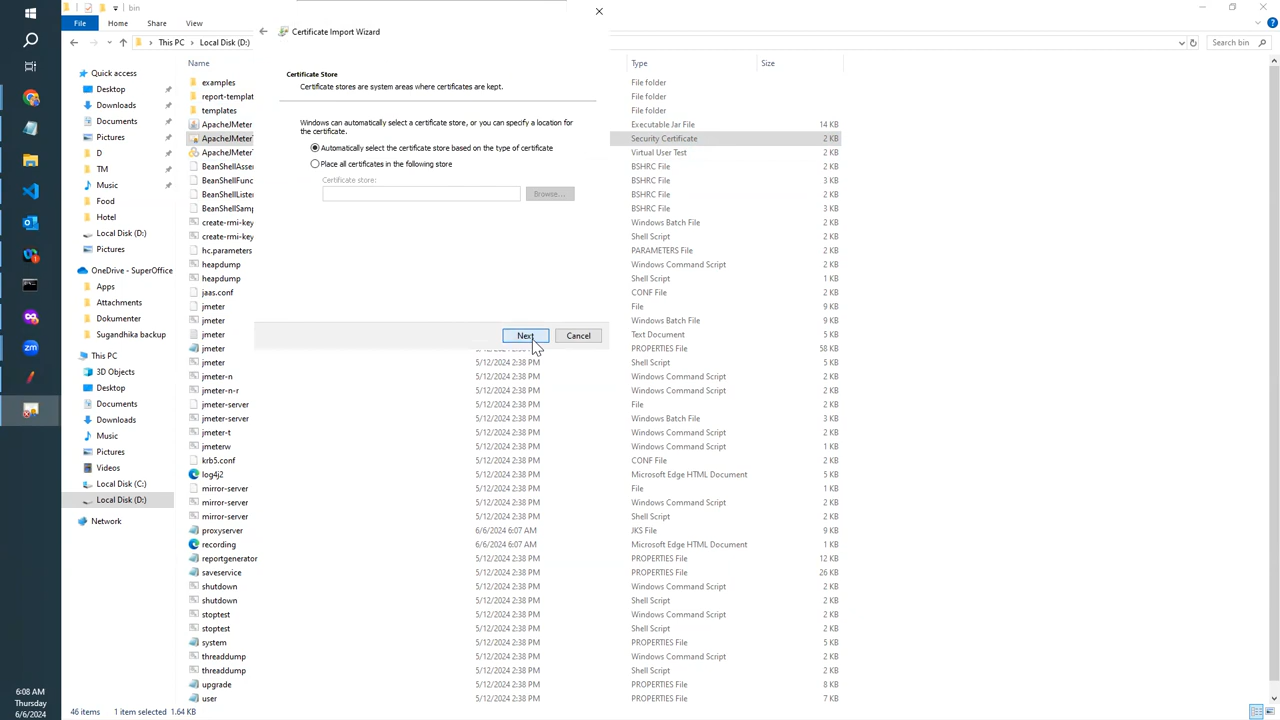 bin
File
Home
Share
View
This PC
Local Disk (D:)
Search bin
Certificate Import Wizard
Certificate Store
Certificate stores are system areas where certificates are kept.
Windows can automatically select a certificate store, or you can specify a location for
the certificate.
Automatically select the certificate store based on the type of certificate
Place all certificates in the following store
Certificate store:
Browse...
Next
Cancel
Quick access
Desktop
Downloads
Documents
Pictures
D
TM
Music
Food
Hotel
Local Disk (D:)
Pictures
OneDrive - SuperOffice
Apps
Attachments
Dokumenter
Sugandhika backup
This PC
3D Objects
Desktop
Documents
Downloads
Music
Pictures
Videos
Local Disk (C:)
Local Disk (D:)
Network
Name Type Size
examples File folder
report-templat File folder
templates File folder
ApacheJMeter Executable Jar File 14 KB
ApacheJMeter Security Certificate 2 KB
ApacheJMeter Virtual User Test 2 KB
BeanShellAsse BSHRC File 2 KB
BeanShellFunc BSHRC File 3 KB
BeanShellListe BSHRC File 2 KB
BeanShellSamp BSHRC File 3 KB
create-rmi-key Windows Batch File 2 KB
create-rmi-key Shell Script 2 KB
hc.parameters PARAMETERS File 2 KB
heapdump Windows Command Script 2 KB
heapdump Shell Script 1 KB
jaas.conf CONF File 2 KB
jmeter File 9 KB
jmeter Windows Batch File 9 KB
jmeter Text Document 2 KB
jmeter PROPERTIES File 58 KB
jmeter 5/12/2024 2:38 PM Shell Script 5 KB
jmeter-n 5/12/2024 2:38 PM Windows Command Script 2 KB
jmeter-n-r 5/12/2024 2:38 PM Windows Command Script 2 KB
jmeter-server 5/12/2024 2:38 PM File 2 KB
jmeter-server 5/12/2024 2:38 PM Windows Batch File 4 KB
jmeter-t 5/12/2024 2:38 PM Windows Command Script 2 KB
jmeterw 5/12/2024 2:38 PM Windows Command Script 1 KB
krb5.conf 5/12/2024 2:38 PM CONF File 2 KB
log4j2 5/12/2024 2:38 PM Microsoft Edge HTML Document 5 KB
mirror-server 5/12/2024 2:38 PM File 1 KB
mirror-server 5/12/2024 2:38 PM Windows Command Script 2 KB
mirror-server 5/12/2024 2:38 PM Shell Script 2 KB
proxyserver 6/6/2024 6:07 AM JKS File 9 KB
recording 6/6/2024 6:07 AM Microsoft Edge HTML Document 1 KB
reportgenerator 5/12/2024 2:38 PM PROPERTIES File 12 KB
saveservice 5/12/2024 2:38 PM PROPERTIES File 26 KB
shutdown 5/12/2024 2:38 PM Windows Command Script 2 KB
shutdown 5/12/2024 2:38 PM Shell Script 2 KB
stoptest 5/12/2024 2:38 PM Windows Command Script 2 KB
stoptest 5/12/2024 2:38 PM Shell Script 2 KB
system 5/12/2024 2:38 PM PROPERTIES File 5 KB
threaddump 5/12/2024 2:38 PM Windows Command Script 2 KB
threaddump 5/12/2024 2:38 PM Shell Script 2 KB
upgrade 5/12/2024 2:38 PM PROPERTIES File 8 KB
user 5/12/2024 2:38 PM PROPERTIES File 7 KB
46 items 1 item selected 1.64 KB
6:08 AM
Thursday
6/6/2024
zm